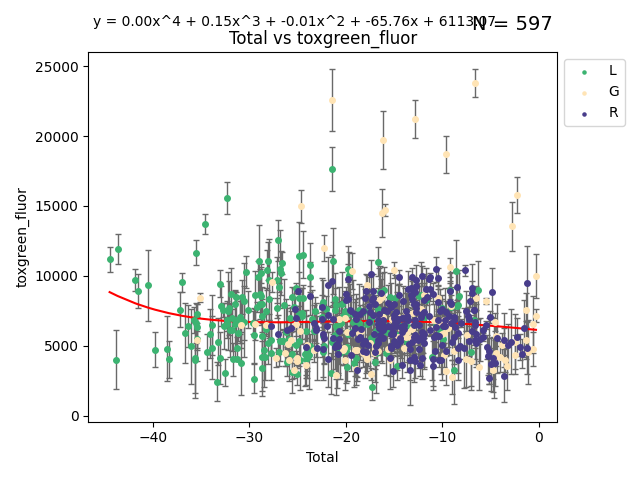 y = 0.00x^4 + 0.15x^3 + -0.01x^2 + -65.76x + 6113.07
N = 597
Total vs toxgreen_fluor
25000
20000
15000
10000
5000
0
toxgreen_fluor
−40
−30
−20
−10
0
Total
L
G
R